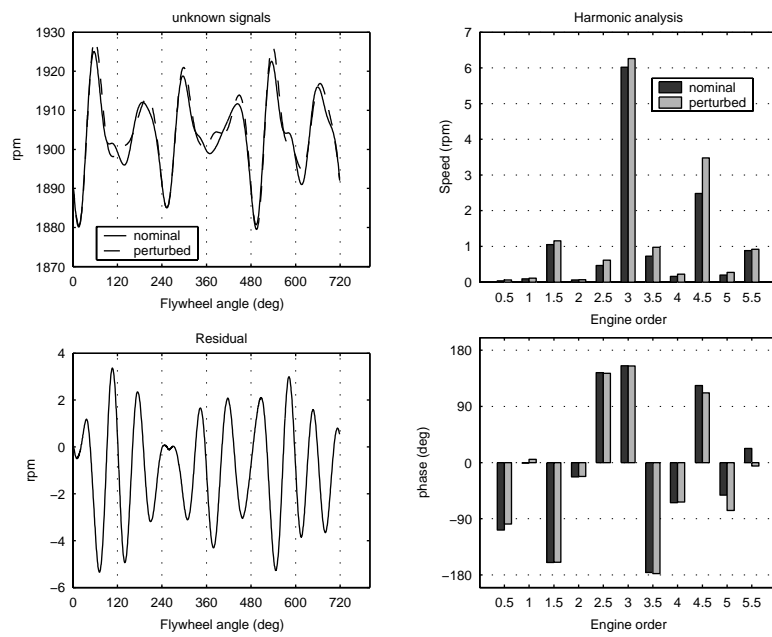 unknown signals
1930
1920
1910
1900
1890
1880
1870
rpm
nominal
perturbed
0 120 240 360 480 600 720
Flywheel angle (deg)
Harmonic analysis
7
6
5
4
3
2
1
0
Speed (rpm)
nominal
perturbed
0.5 1 1.5 2 2.5 3 3.5 4 4.5 5 5.5
Engine order
Residual
4
2
0
−2
−4
−6
rpm
0 120 240 360 480 600 720
Flywheel angle (deg)
180
90
0
−90
−180
phase (deg)
0.5 1 1.5 2 2.5 3 3.5 4 4.5 5 5.5
Engine order